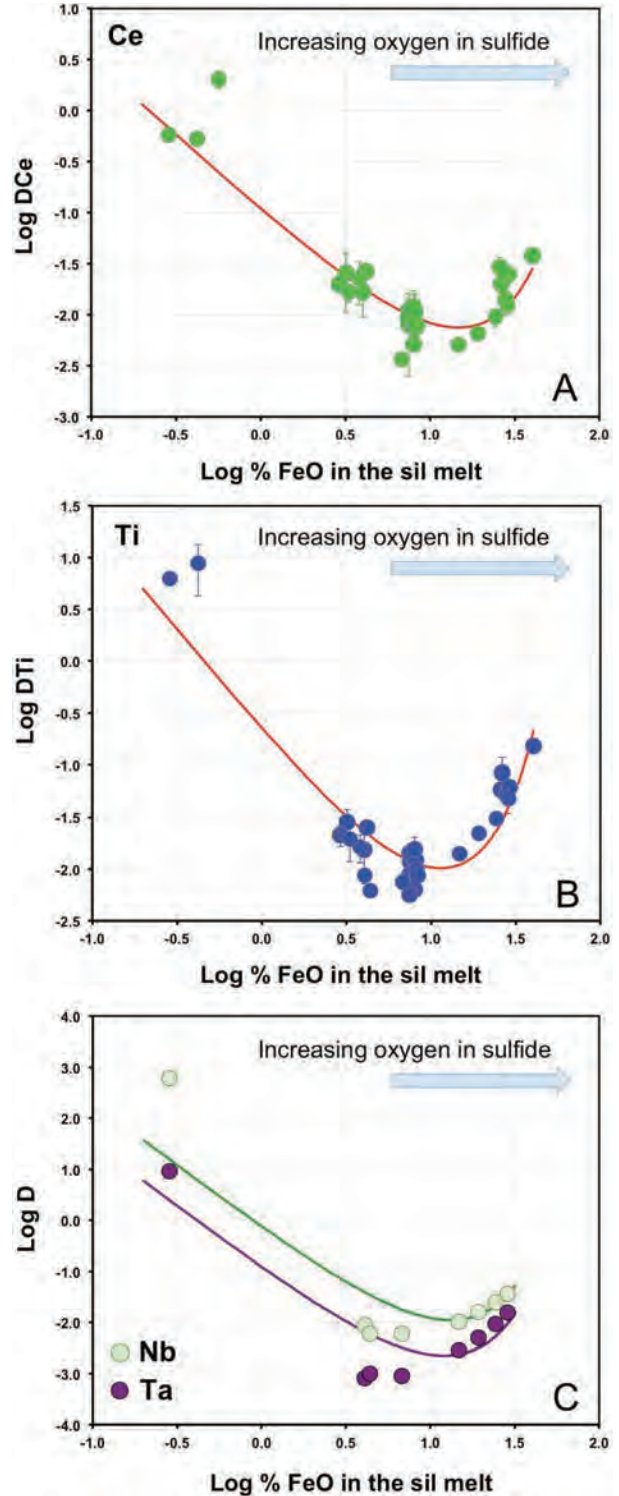 Ce
Increasing oxygen in sulfide
1.0
0.5
0.0
-0.5
-1.0
-1.5
-2.0
-2.5
-3.0
Log DCe
A
-1.0 -0.5 0.0 0.5 1.0 1.5 2.0
Log % FeO in the sil melt
Ti
Increasing oxygen in sulfide
1.5
1.0
0.5
0.0
-0.5
-1.0
-1.5
-2.0
-2.5
Log DTi
B
-1.0 -0.5 0.0 0.5 1.0 1.5 2.0
Log % FeO in the sil melt
Increasing oxygen in sulfide
4.0
3.0
2.0
1.0
0.0
-1.0
-2.0
-3.0
-4.0
Log D
Nb
Ta
C
-1.0 -0.5 0.0 0.5 1.0 1.5 2.0
Log % FeO in the sil melt